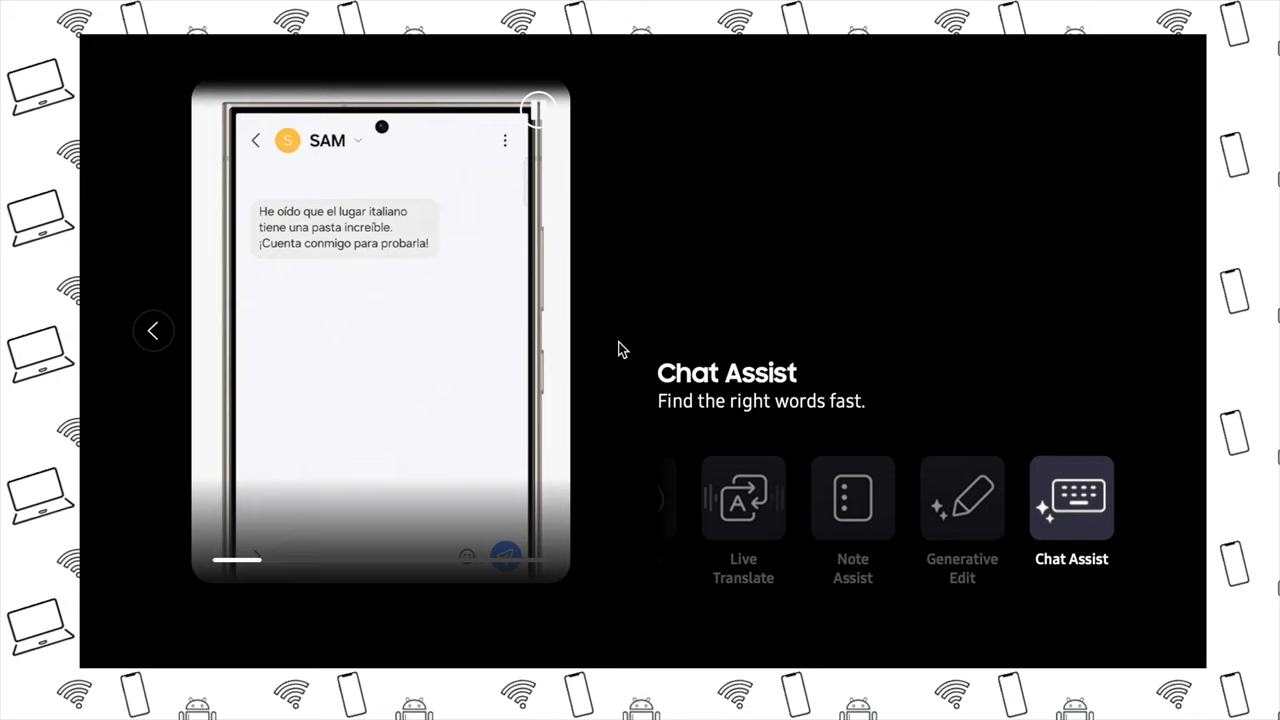 S
SAM
He oído que el lugar italiano
tiene una pasta increíble.
¡Cuenta conmigo para probarla!
Chat Assist
Find the right words fast.
A
Live
Translate
Note
Assist
Generative
Edit
Chat Assist